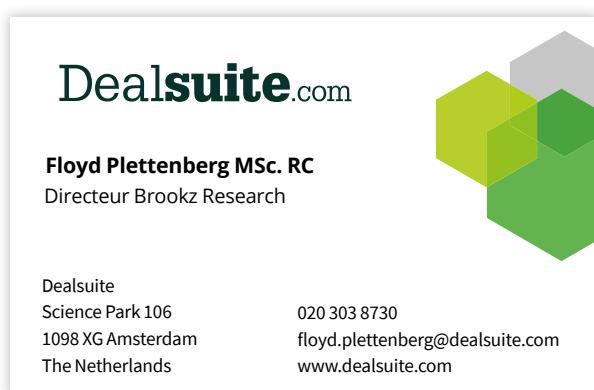 Dealsuite.com
Floyd Plettenberg MSc. RC
Directeur Brookz Research
Dealsuite
Science Park 106
1098 XG Amsterdam
The Netherlands
020 303 8730
floyd.plettenberg@dealsuite.com
www.dealsuite.com